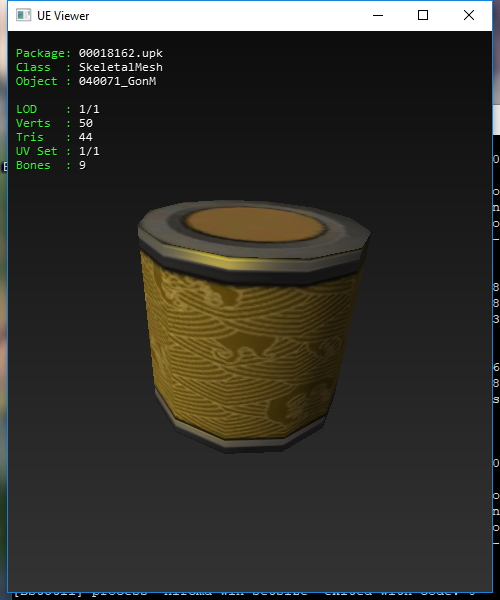 UE Viewer
Package: 00018162.upk
Class : SkeletalMesh
Object : 040071_GonM
LOD : 1/1
Verts : 50
Tris : 44
UV Set : 1/1
Bones : 9